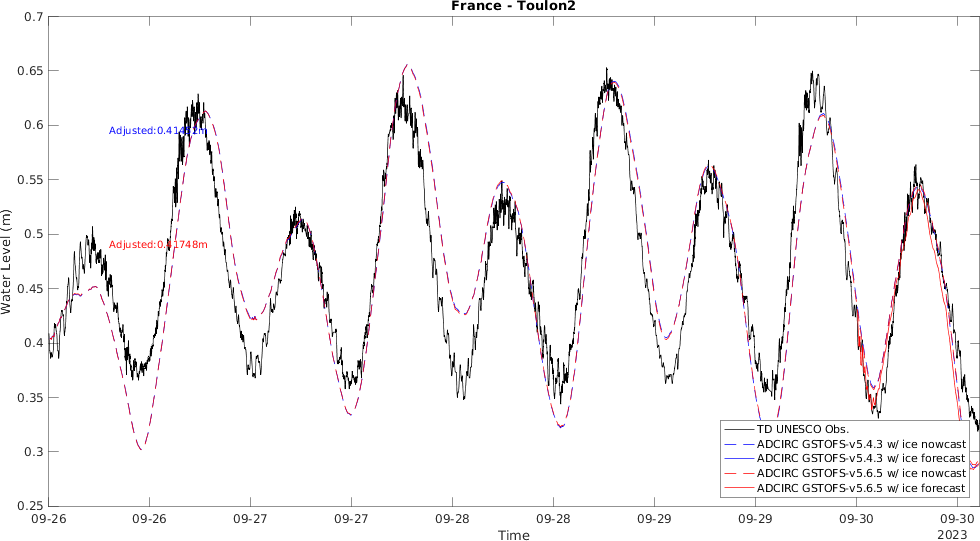 France - Toulon2
0.7
0.65
0.6
0.55
0.5
0.45
0.4
0.35
0.3
0.25
Water Level (m)
Adjusted:0.41748m
TD UNESCO Obs.
ADCIRC GSTOFS-v5.4.3 w/ ice nowcast
ADCIRC GSTOFS-v5.4.3 w/ ice forecast
ADCIRC GSTOFS-v5.6.5 w/ ice nowcast
ADCIRC GSTOFS-v5.6.5 w/ ice forecast
09-26 09-26 09-27 09-27 09-28 09-28 09-29 09-29 09-30 09-30
2023
Time